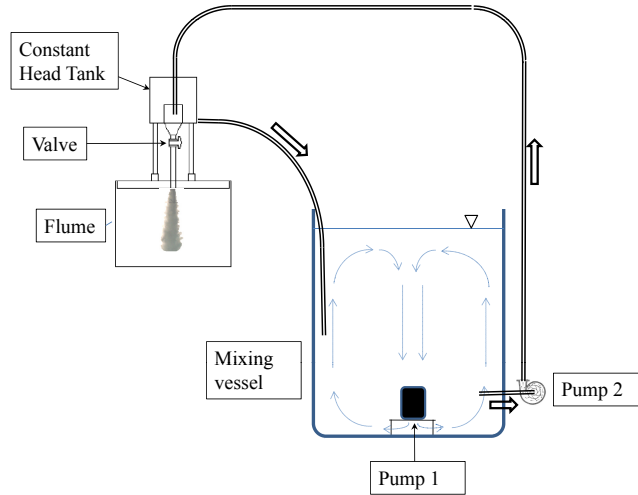 Constant
Head Tank
Valve
Flume
Mixing
vessel
Pump 2
Pump 1